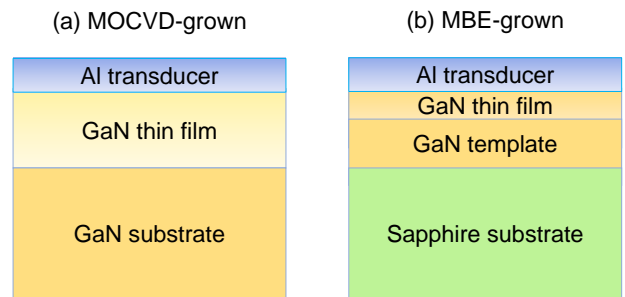 (a) MOCVD-grown
Al transducer
GaN thin film
GaN substrate
(b) MBE-grown
Al transducer
GaN thin film
GaN template
Sapphire substrate